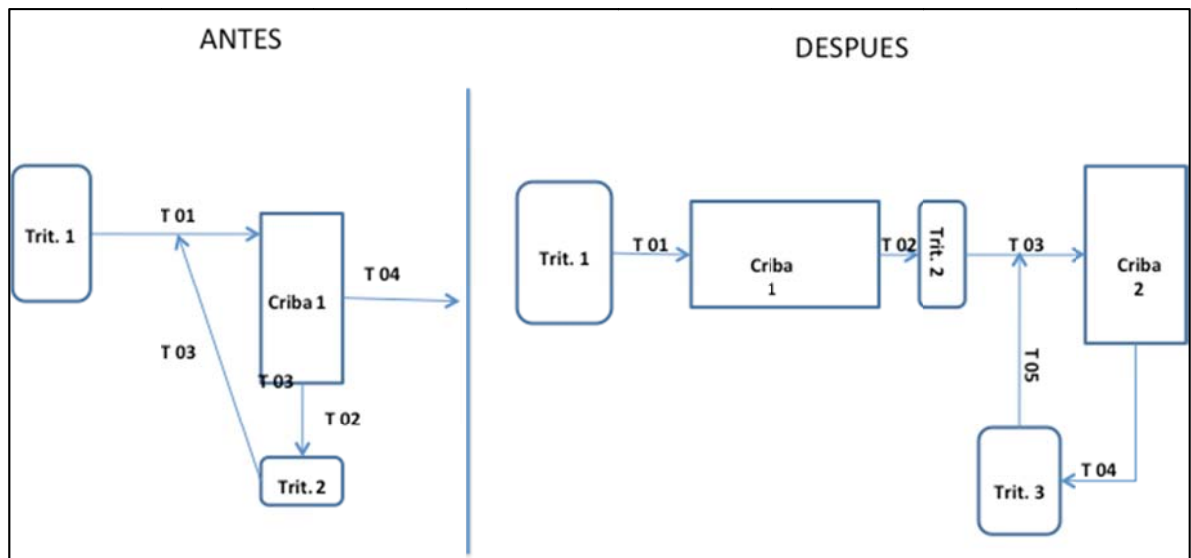 ANTES
Trit. 1
T 01
Criba 1
T 04
T 03
T 03
T 02
Trit. 2
DESPUES
Trit. 1
T 01
Criba
1
T 02
Trit. 2
T 03
Criba
2
T 05
Trit. 3
T 04